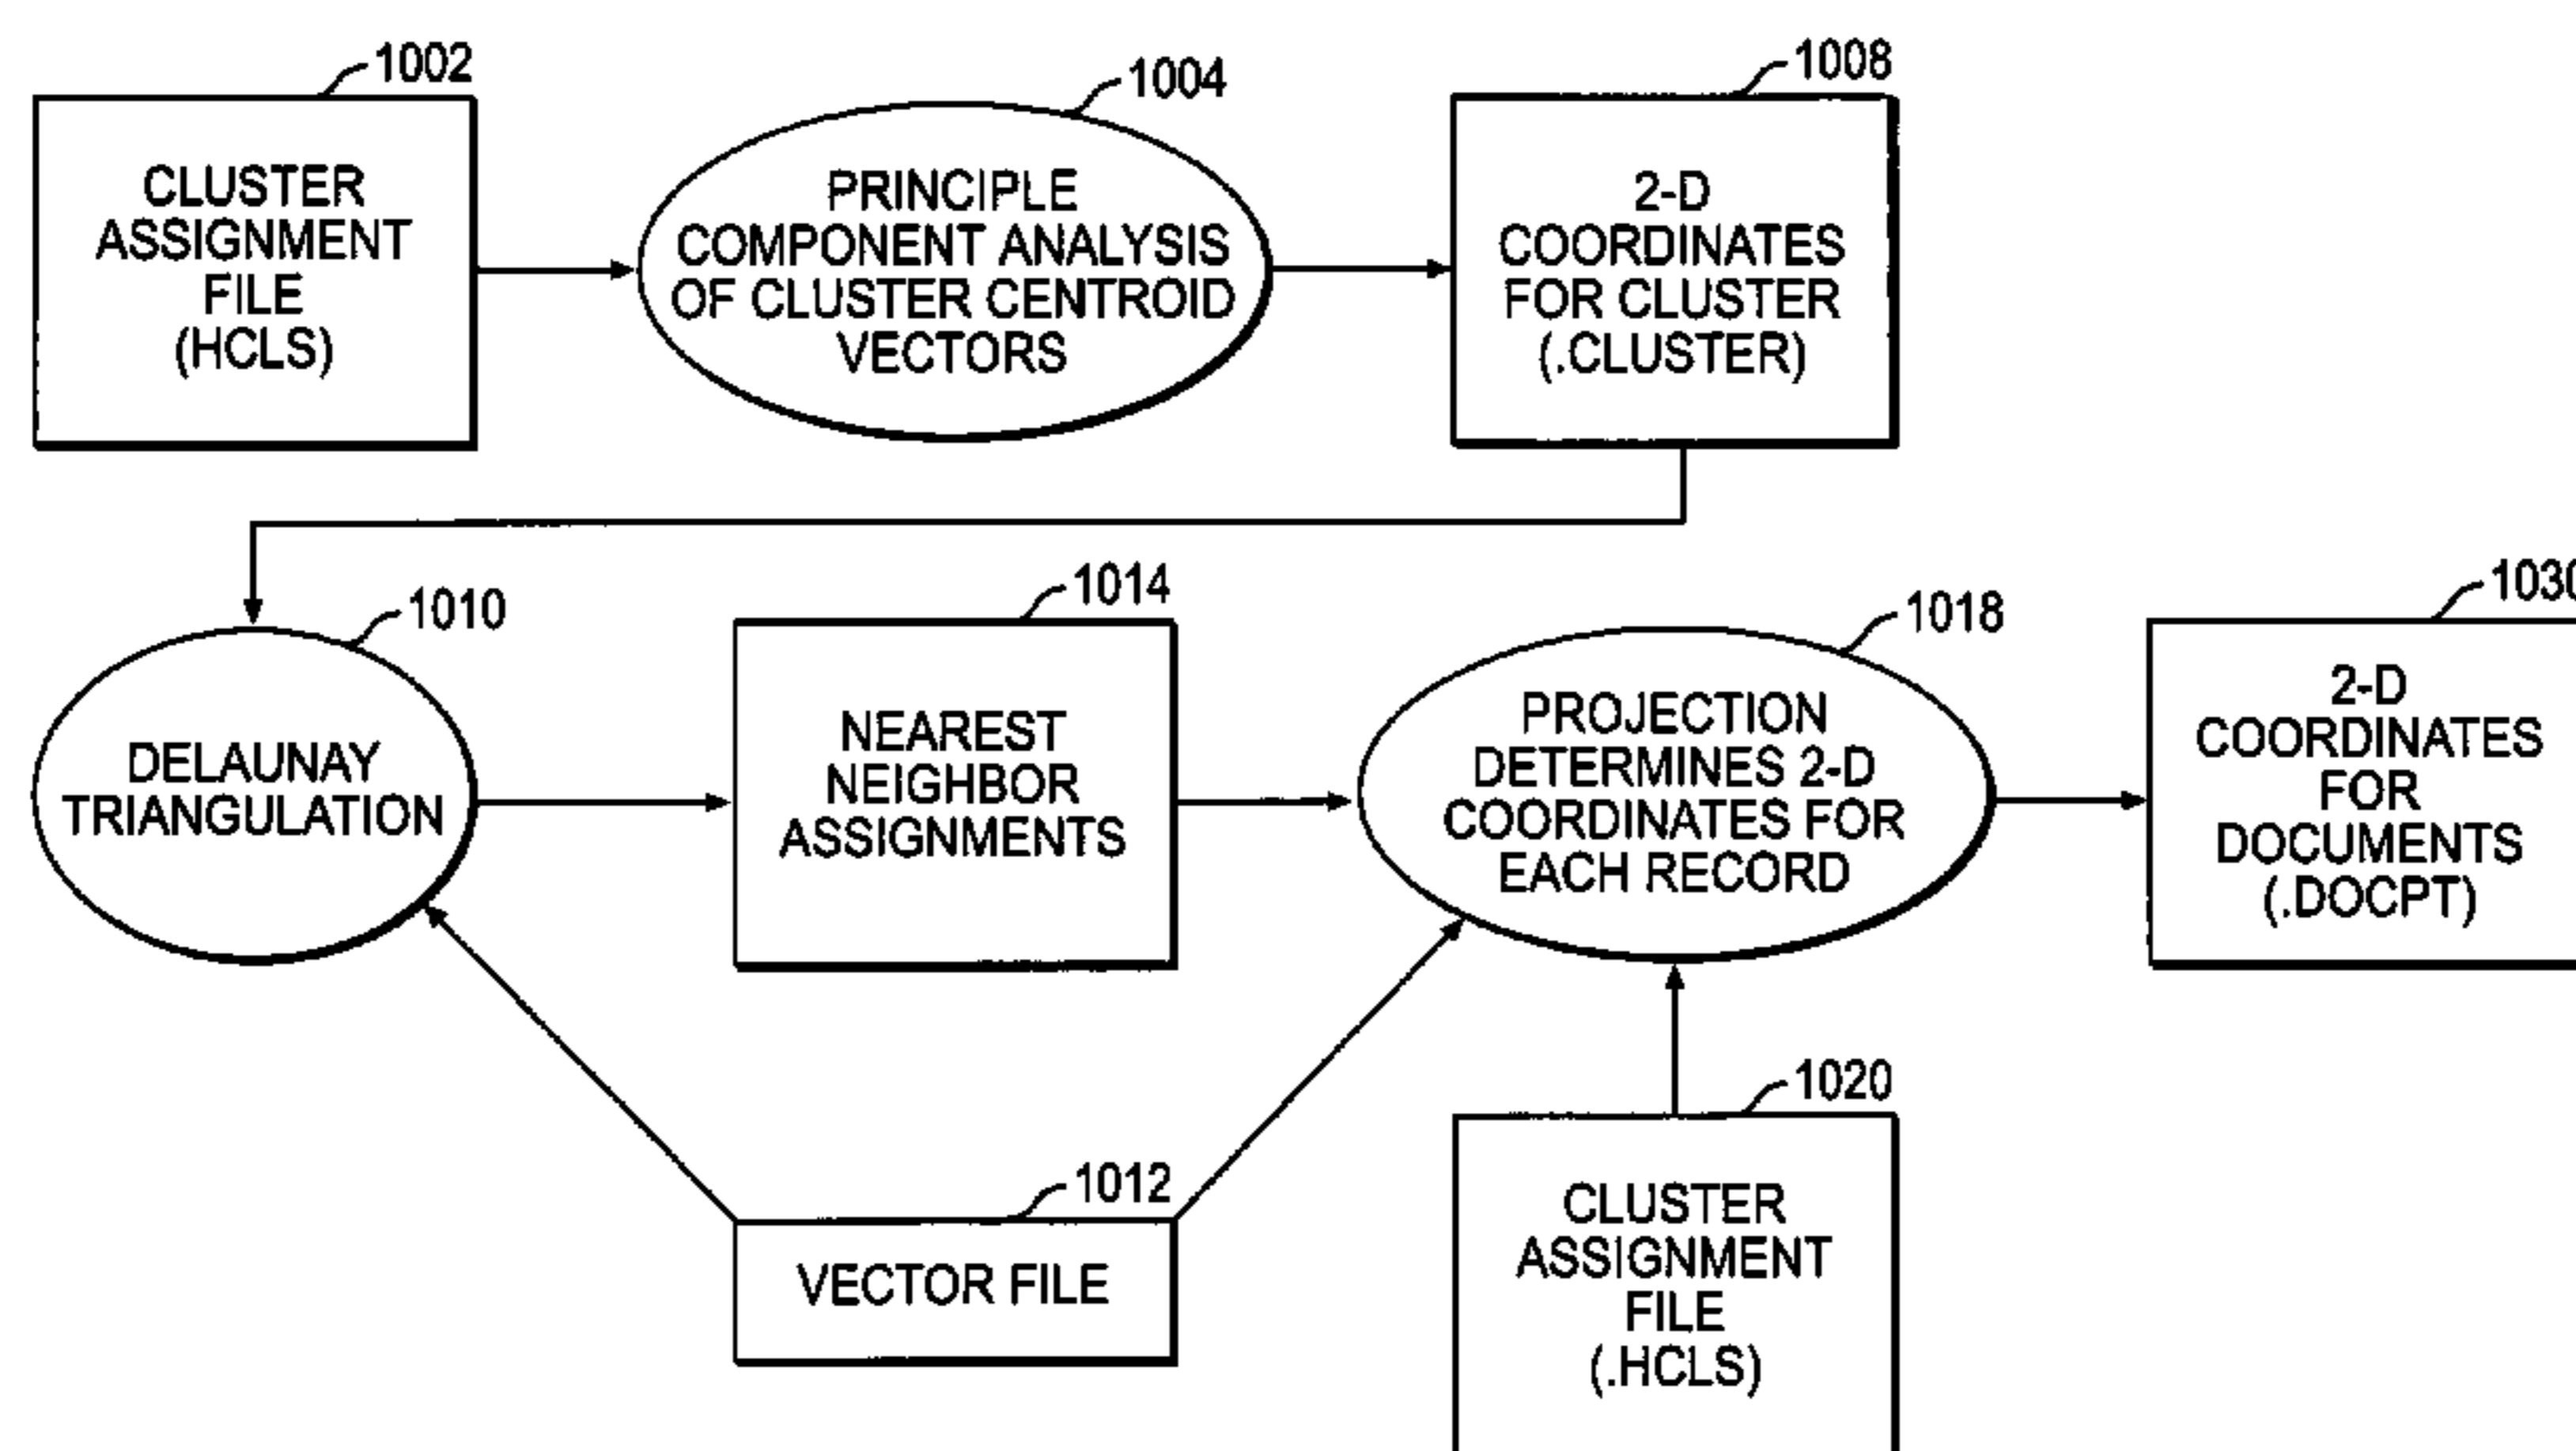 1002
CLUSTER
ASSIGNMENT
FILE
(HCLS)
1004
PRINCIPLE
COMPONENT ANALYSIS
OF CLUSTER CENTROID
VECTORS
1008
2-D
COORDINATES
FOR CLUSTER
(.CLUSTER)
1010
DELAUNAY
TRIANGULATION
1014
NEAREST
NEIGHBOR
ASSIGNMENTS
1018
PROJECTION
DETERMINES 2-D
COORDINATES FOR
EACH RECORD
1030
2-D
COORDINATES
FOR
DOCUMENTS
(.DOCPT)
1012
VECTOR FILE
1020
CLUSTER
ASSIGNMENT
FILE
(.HCLS)